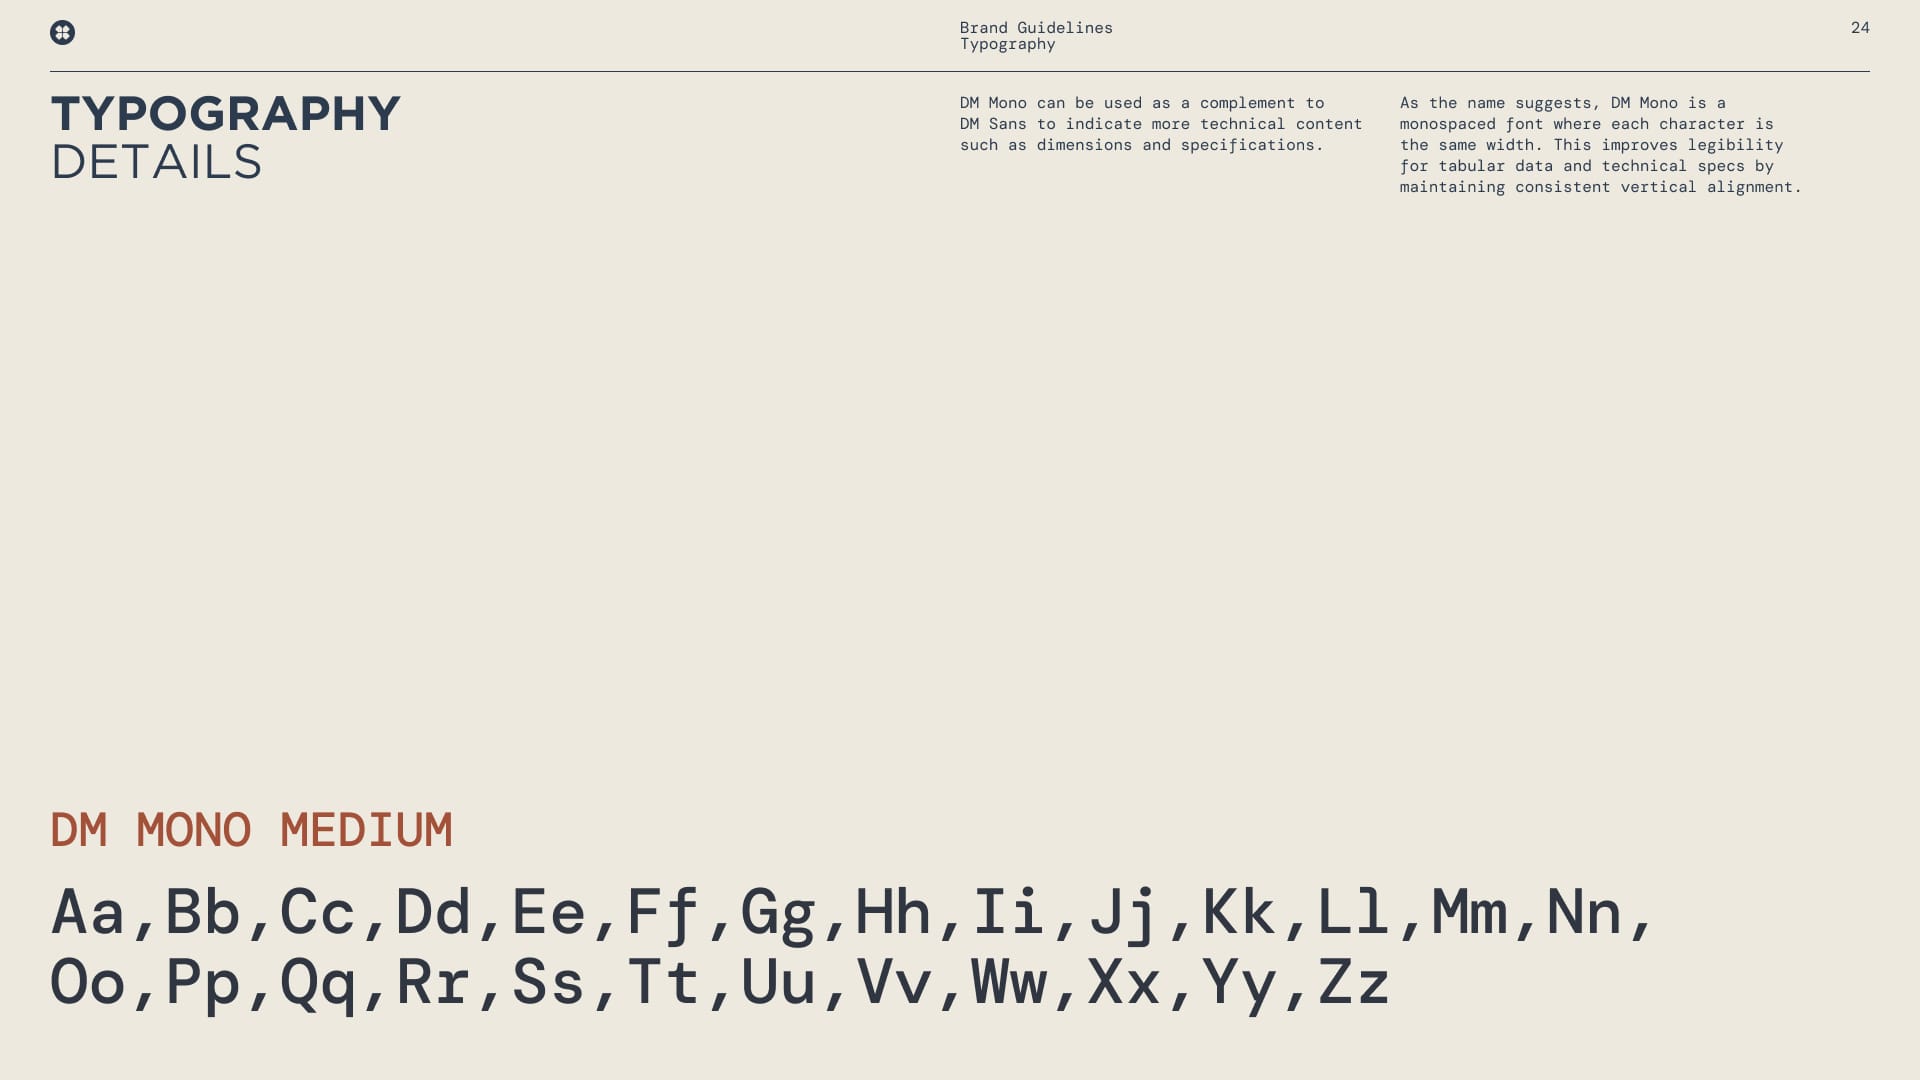 Brand Guidelines
Typography
24
TYPOGRAPHY
DETAILS
DM Mono can be used as a complement to
DM Sans to indicate more technical content
such as dimensions and specifications.
As the name suggests, DM Mono is a
monospaced font where each character is
the same width. This improves legibility
for tabular data and technical specs by
maintaining consistent vertical alignment.
DM MONO MEDIUM
Aa,Bb,Cc,Dd,Ee,Ff,Gg,Hh,Ii,Jj,Kk,Ll,Mm,Nn,
Oo,Pp,Qq,Rr,Ss,Tt,Uu,Vv,Ww,Xx,Yy,Zz